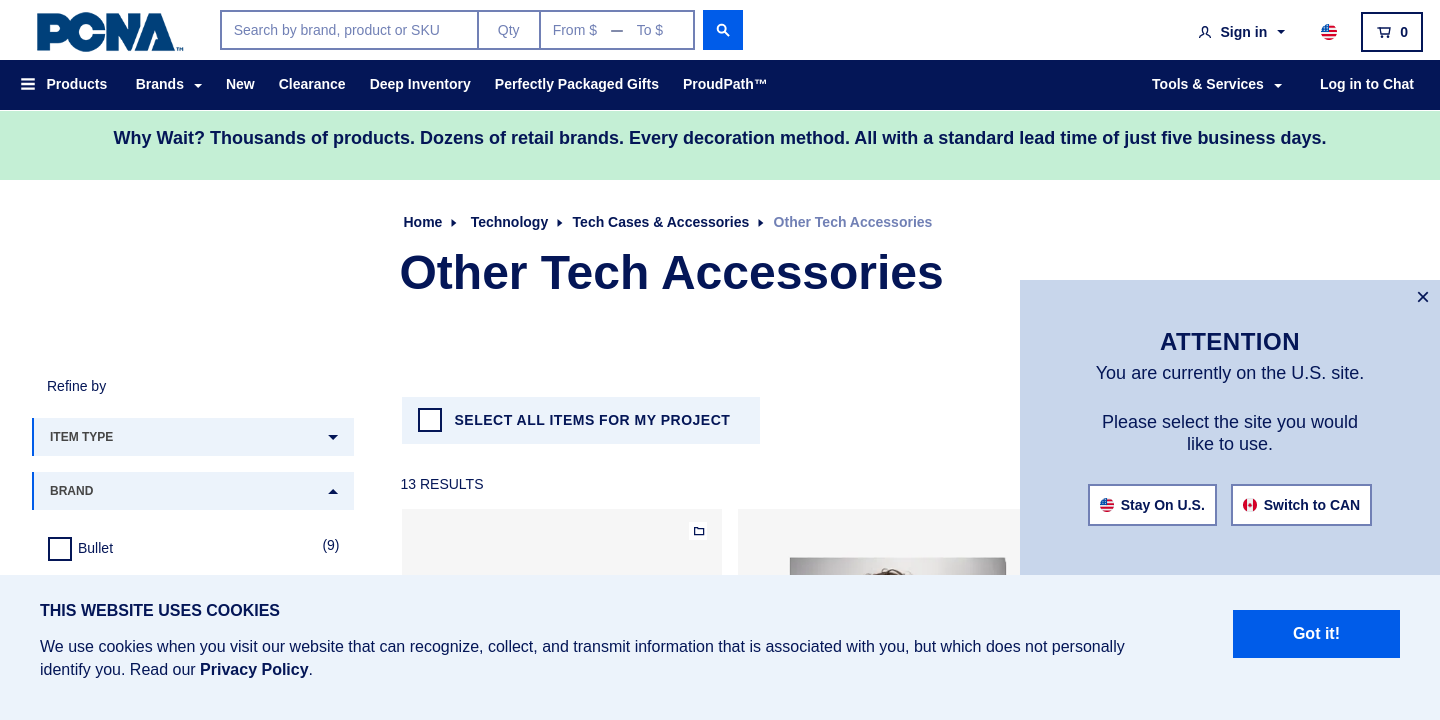 PCNA™
Search by brand, product or SKU
Qty
From $ — To $
Sign in
0
Products
Brands
New
Clearance
Deep Inventory
Perfectly Packaged Gifts
ProudPath™
Tools & Services
Log in to Chat
Why Wait? Thousands of products. Dozens of retail brands. Every decoration method. All with a standard lead time of just five business days.
Home
Technology
Tech Cases & Accessories
Other Tech Accessories
Other Tech Accessories
Refine by
ITEM TYPE
BRAND
Bullet
(9)
SELECT ALL ITEMS FOR MY PROJECT
13 RESULTS
ATTENTION
You are currently on the U.S. site.
Please select the site you would
like to use.
Stay On U.S.
Switch to CAN
THIS WEBSITE USES COOKIES
We use cookies when you visit our website that can recognize, collect, and transmit information that is associated with you, but which does not personally
identify you. Read our Privacy Policy.
Got it!